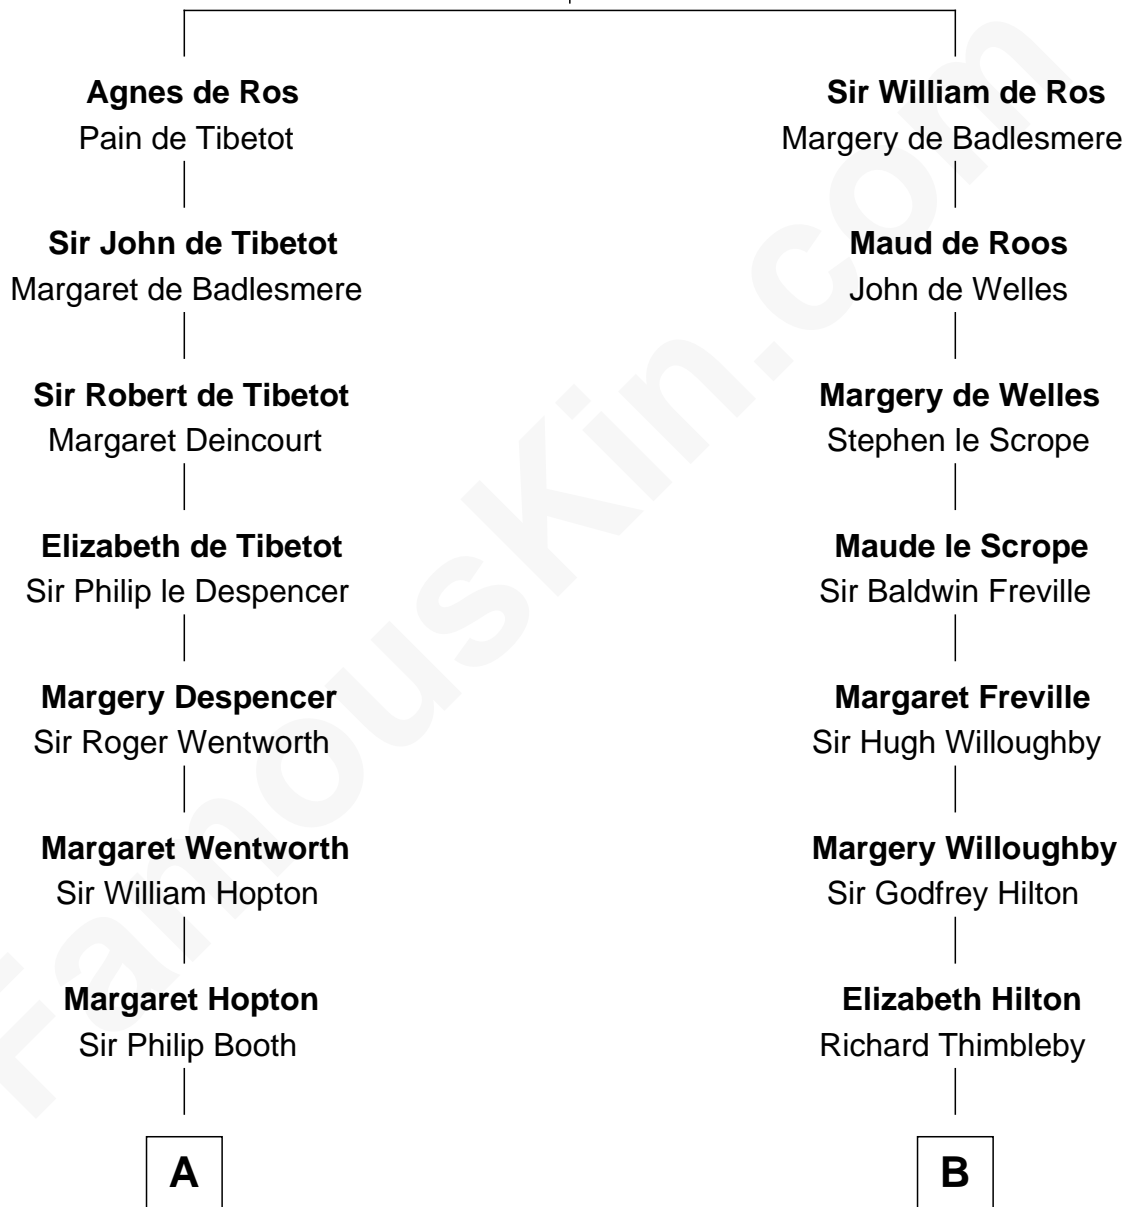 Agnes de Ros
Pain de Tibetot
Sir William de Ros
Margery de Badlesmere
Sir John de Tibetot
Margaret de Badlesmere
Maud de Roos
John de Welles
Sir Robert de Tibetot
Margaret Deincourt
Margery de Welles
Stephen le Scrope
Elizabeth de Tibetot
Sir Philip le Despencer
Maude le Scrope
Sir Baldwin Freville
Margery Despencer
Sir Roger Wentworth
Margaret Freville
Sir Hugh Willoughby
Margaret Wentworth
Sir William Hopton
Margery Willoughby
Sir Godfrey Hilton
Margaret Hopton
Sir Philip Booth
Elizabeth Hilton
Richard Thimbleby
A
B
FamousKin.com